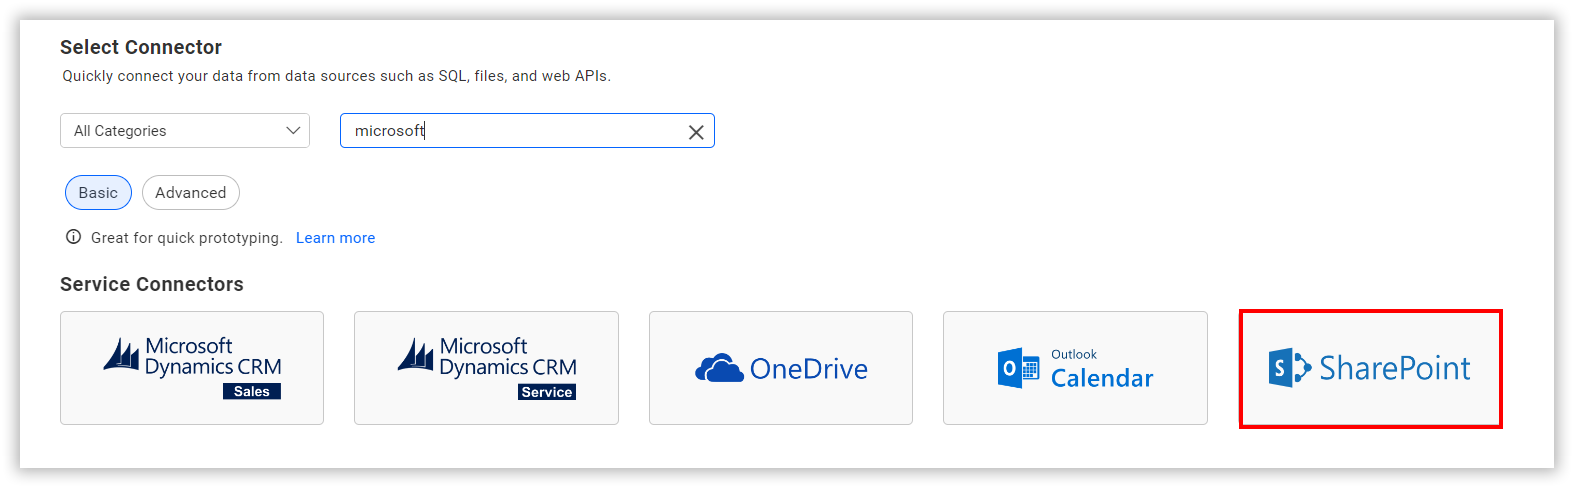 Select Connector
Quickly connect your data from data sources such as SQL, files, and web APIs.
All Categories
microsoft
Basic
Advanced
Great for quick prototyping. Learn more
Service Connectors
Microsoft
Dynamics CRM
Sales
Microsoft
Dynamics CRM
Service
OneDrive
O
Outlook
Calendar
S
SharePoint